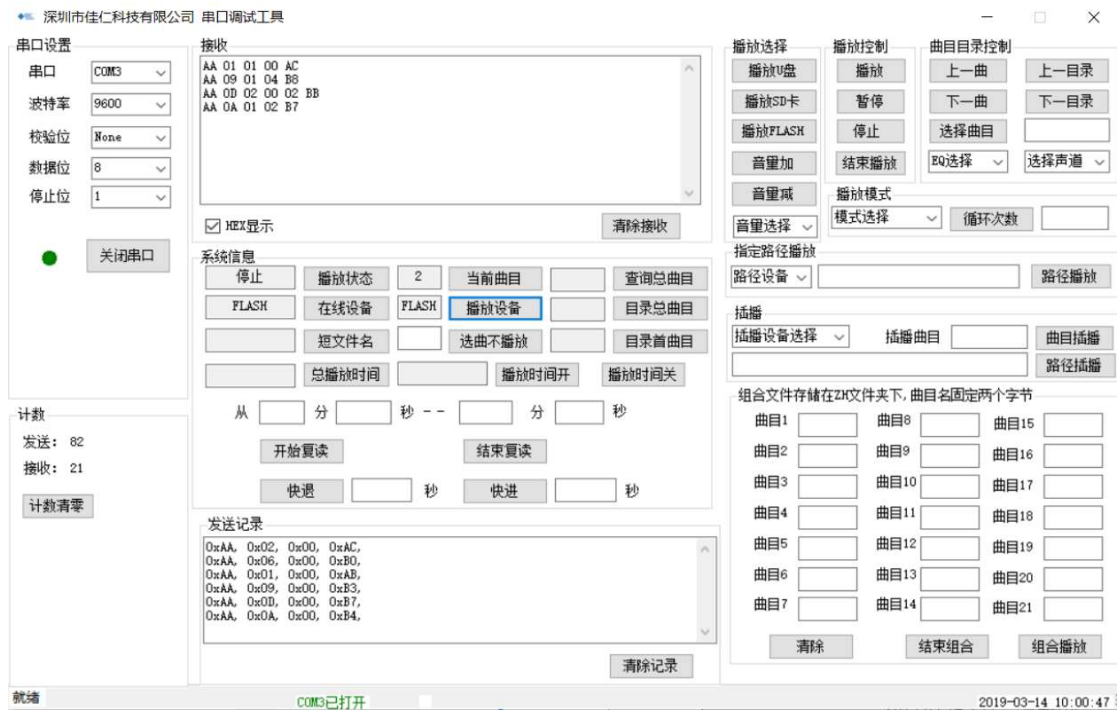 深圳市佳仁科技有限公司 串口调试工具
串口设置
串口 COM3
波特率 9600
校验位 None
数据位 8
停止位 1
关闭串口
计数
发送: 82
接收: 21
计数清零
接收
AA 01 01 00 AC
AA 09 01 04 B8
AA 0D 02 00 02 BB
AA 0A 01 02 B7
HEX显示 清除接收
系统信息
停止 播放状态 2 当前曲目 查询总曲目
FLASH 在线设备 FLASH 播放设备 目录总曲目
短文件名 选曲不播放 目录首曲目
总播放时间 播放时间开 播放时间关
从 分 秒 -- 分 秒
开始复读 结束复读
快退 秒 快进 秒
发送记录
0xAA, 0x02, 0x00, 0xAC,
0xAA, 0x06, 0x00, 0xB0,
0xAA, 0x01, 0x00, 0xAB,
0xAA, 0x09, 0x00, 0xB3,
0xAA, 0x0D, 0x00, 0xB7,
0xAA, 0x0A, 0x00, 0xB4,
清除记录
播放选择
播放U盘
播放SD卡
播放FLASH
音量加
音量减
音量选择
播放控制
播放
暂停
停止
结束播放
曲目目录控制
上一曲 上一目录
下一曲 下一目录
选择曲目
EQ选择 选择声道
播放模式
模式选择 循环次数
指定路径播放
路径设备 路径播放
插播
插播设备选择 插播曲目 曲目插播
路径插播
组合文件存储在ZH文件夹下,曲目名固定两个字节
曲目1 曲目8 曲目15
曲目2 曲目9 曲目16
曲目3 曲目10 曲目17
曲目4 曲目11 曲目18
曲目5 曲目12 曲目19
曲目6 曲目13 曲目20
曲目7 曲目14 曲目21
清除 结束组合 组合播放
就绪 COM3已打开 2019-03-14 10:00:47